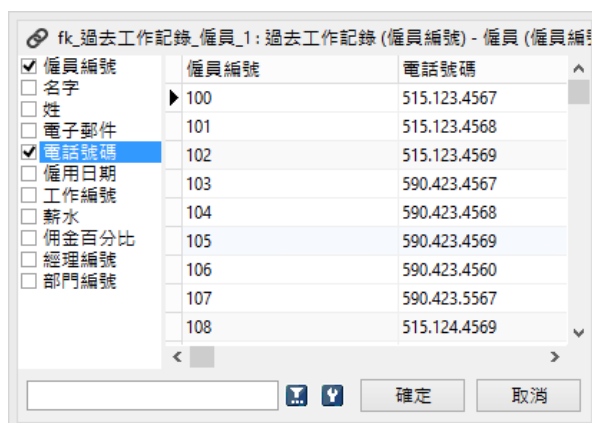 fk_過去工作記錄_僱員_1 : 過去工作記錄 (僱員編號) - 僱員 (僱員編號
僱員編號
名字
姓
電子郵件
電話號碼
僱用日期
工作編號
薪水
佣金百分比
經理編號
部門編號
僱員編號 電話號碼
100 515.123.4567
101 515.123.4568
102 515.123.4569
103 590.423.4567
104 590.423.4568
105 590.423.4569
106 590.423.4560
107 590.423.5567
108 515.124.4569
確定 取消